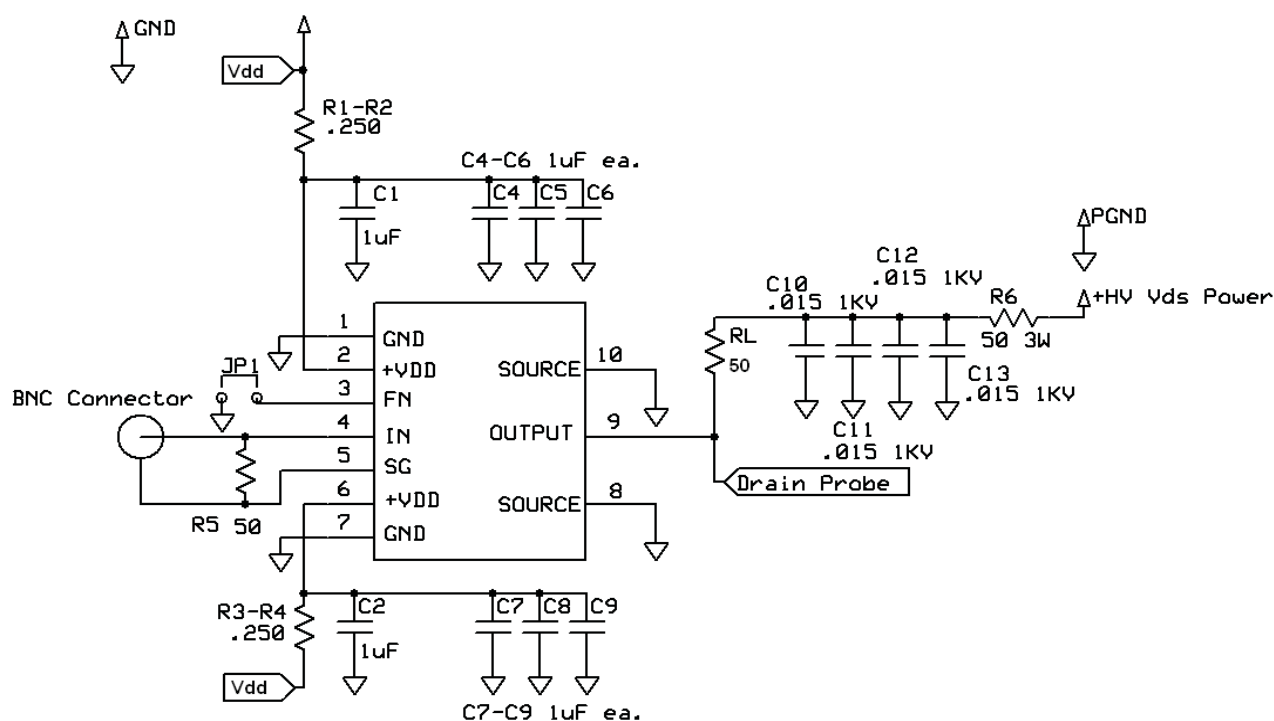 GND
Vdd
R1-R2
.250
C4-C6 1uF ea.
C1
C4
C5
C6
1uF
PGND
C12
.015 1KV
C10
.015 1KV
R6
+HV Vds Power
50 3W
RL
50
C13
.015 1KV
C11
.015 1KV
1
GND
2
+VDD
JP1
3
FN
BNC Connector
4
IN
5
SG
6
+VDD
R5 50
7
GND
10
SOURCE
9
OUTPUT
8
SOURCE
Drain Probe
R3-R4
.250
C2
1uF
C7
C8
C9
Vdd
C7-C9 1uF ea.